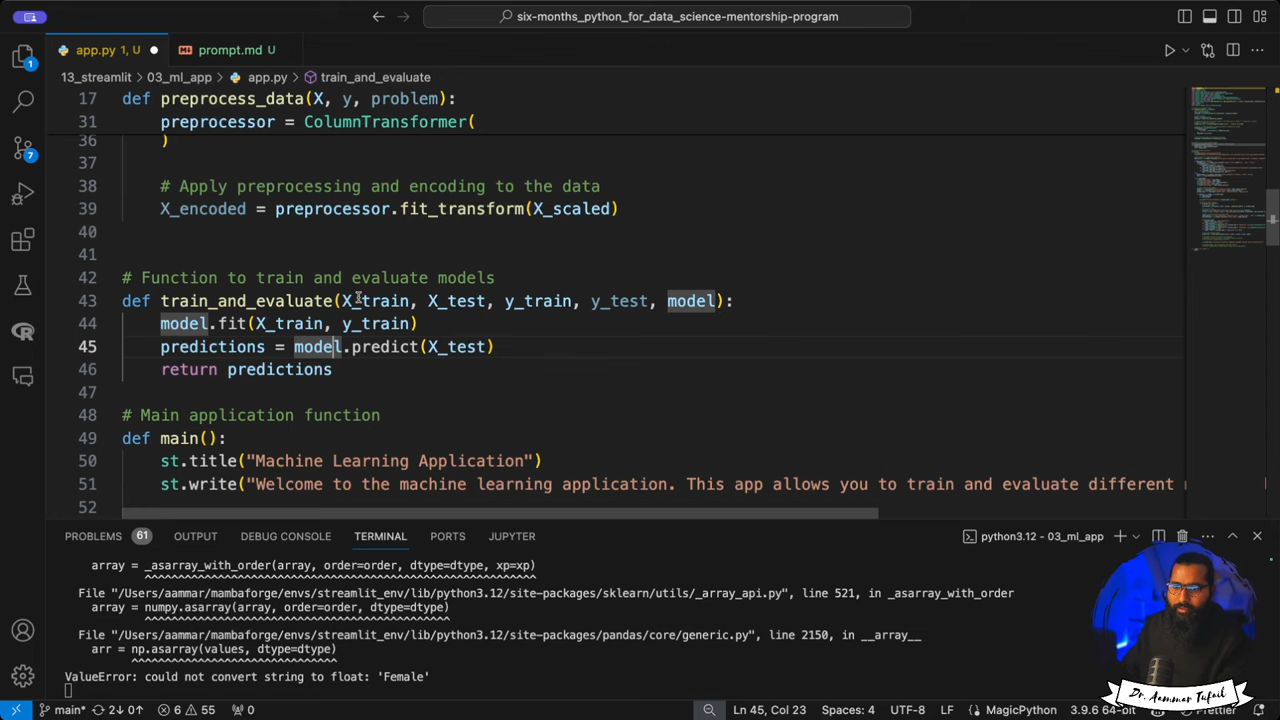 six-months_python_for_data_science-mentorship-program
app.py 1, U
prompt.md U
13_streamlit > 03_ml_app > app.py > train_and_evaluate
17 def preprocess_data(X, y, problem):
31 preprocessor = ColumnTransformer(
36 )
37
38 # Apply preprocessing and encoding to the data
39 X_encoded = preprocessor.fit_transform(X_scaled)
40
41
42 # Function to train and evaluate models
43 def train_and_evaluate(X_train, X_test, y_train, y_test, model):
44 model.fit(X_train, y_train)
45 predictions = model.predict(X_test)
46 return predictions
47
48 # Main application function
49 def main():
50 st.title("Machine Learning Application")
51 st.write("Welcome to the machine learning application. This app allows you to train and evaluate different
52
1
7
PROBLEMS 61 OUTPUT DEBUG CONSOLE TERMINAL PORTS JUPYTER python3.12 - 03_ml_app
array = _asarray_with_order(array, order=order, dtype=dtype, xp=xp)
^^^^^^^^^^^^^^^^^^^^^^^^^^^^^^^^^^^^^^^^^^^^^^^^^^^^^^^^^^^
File "/Users/aammar/mambaforge/envs/streamlit_env/lib/python3.12/site-packages/sklearn/utils/_array_api.py", line 521, in _asarray_with_order
array = numpy.asarray(array, order=order, dtype=dtype)
^^^^^^^^^^^^^^^^^^^^^^^^^^^^^^^^^^^^^^^^^^^^^^
File "/Users/aammar/mambaforge/envs/streamlit_env/lib/python3.12/site-packages/pandas/core/generic.py", line 2150, in __array__
arr = np.asarray(values, dtype=dtype)
^^^^^^^^^^^^^^^^^^^^^^^^^^^^^^^
ValueError: could not convert string to float: 'Female'
Dr. Aammar Tufail
main* 2↓ 0↑ 6 55 0 Ln 45, Col 23 Spaces: 4 UTF-8 LF MagicPython 3.9.6 64-bit Prettier